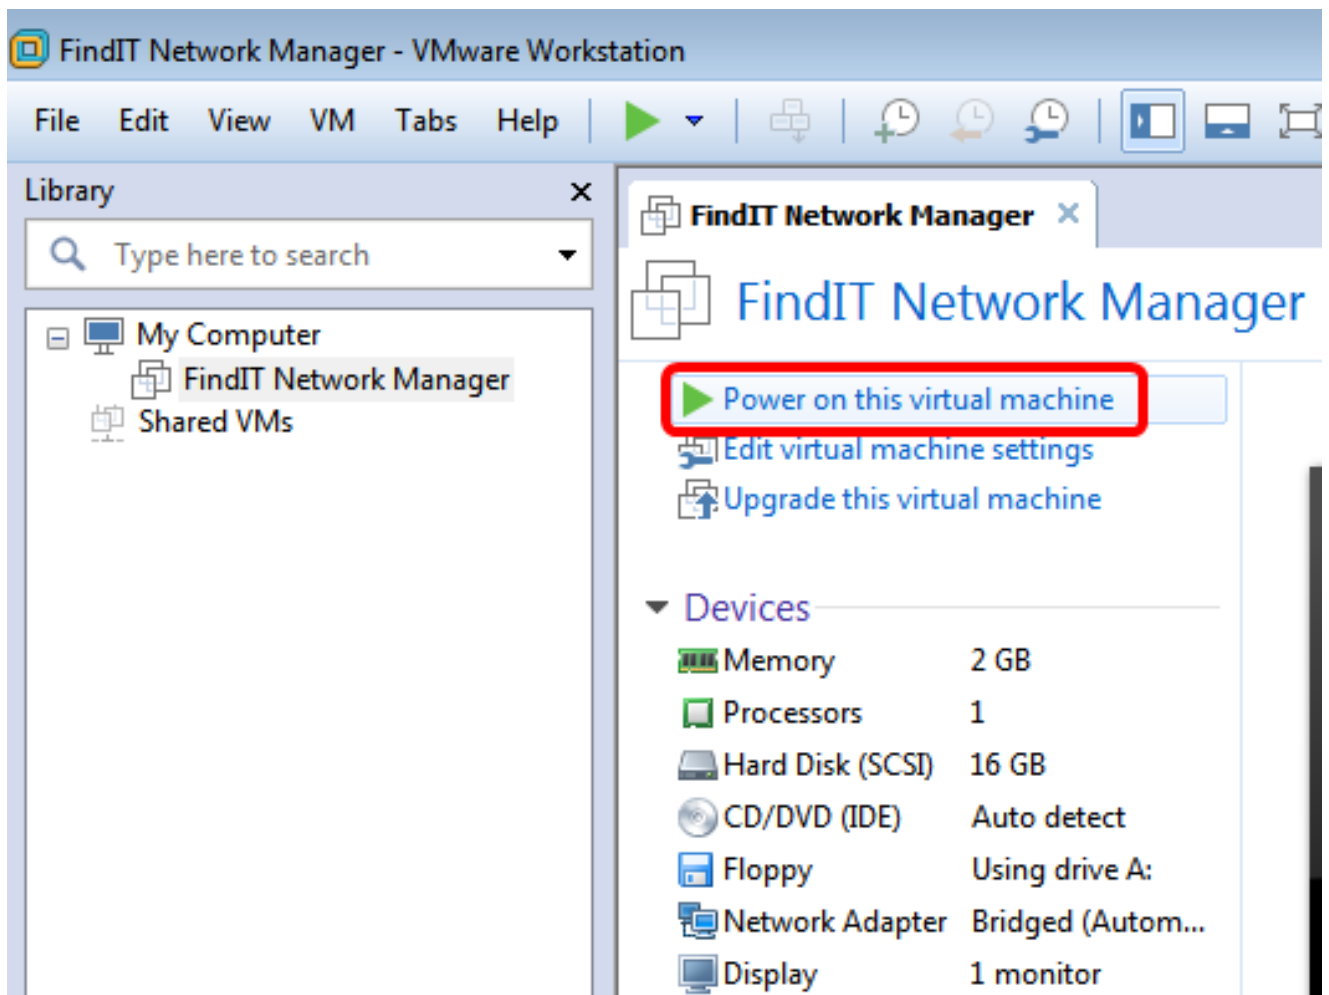 FindIT Network Manager - VMware Workstation
File Edit View VM Tabs Help
Library
Type here to search
My Computer
FindIT Network Manager
Shared VMs
FindIT Network Manager
FindIT Network Manager
Power on this virtual machine
Edit virtual machine settings
Upgrade this virtual machine
Devices
Memory 2 GB
Processors 1
Hard Disk (SCSI) 16 GB
CD/DVD (IDE) Auto detect
Floppy Using drive A:
Network Adapter Bridged (Autom...
Display 1 monitor